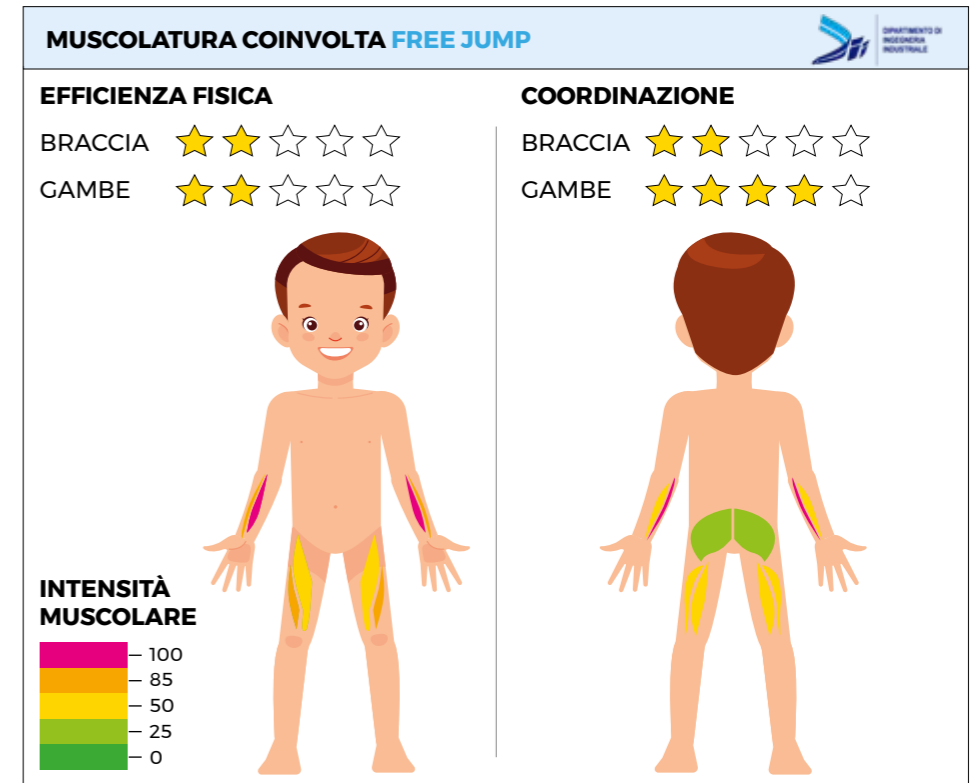 MUSCOLATURA COINVOLTA FREE JUMP
DIPARTIMENTO DI
INGEGNERIA
INDUSTRIALE
EFFICIENZA FISICA
BRACCIA
GAMBE
COORDINAZIONE
BRACCIA
GAMBE
INTENSITÀ
MUSCOLARE
100
85
50
25
0